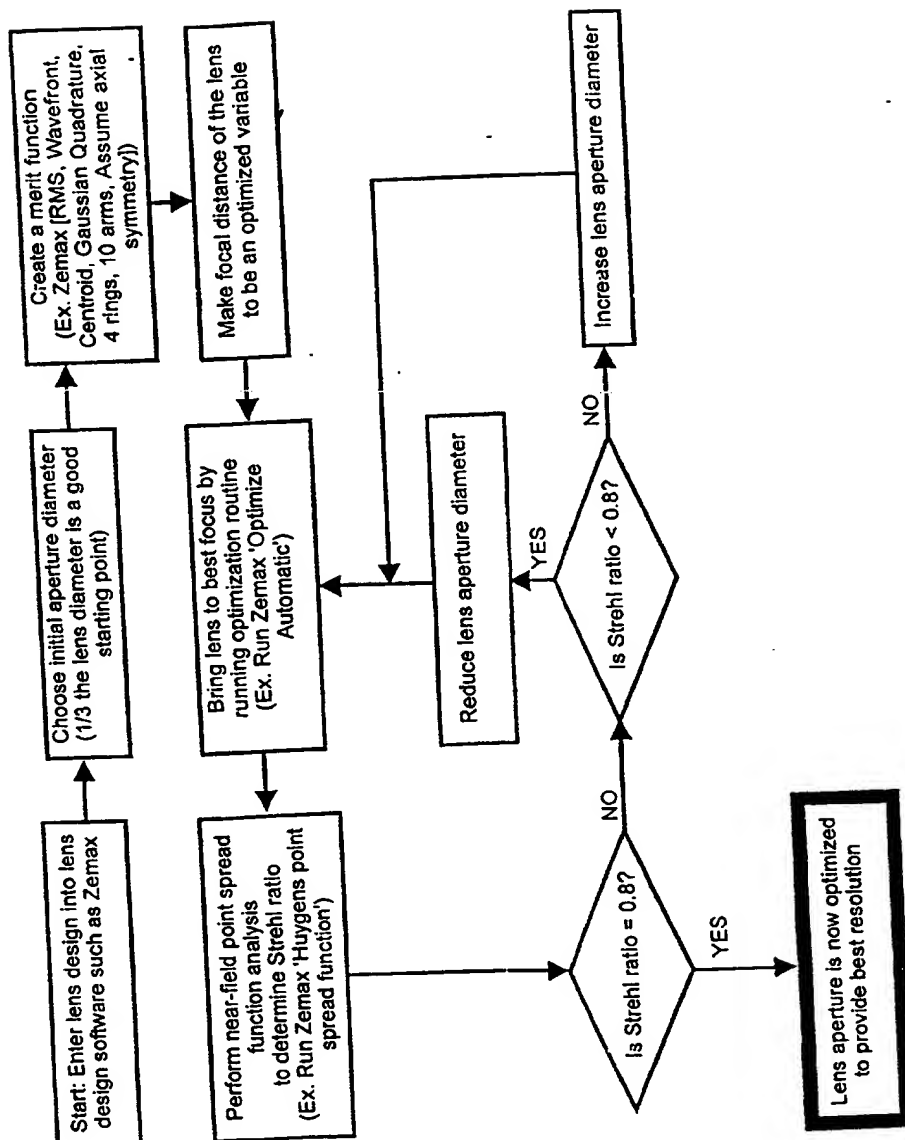 Start: Enter lens design into lens
design software such as Zemax
Choose initial aperture diameter
(1/3 the lens diameter is a good
starting point)
Create a merit function
(Ex. Zemax [RMS, Wavefront,
Centroid, Gaussian Quadrature,
4 rings, 10 arms, Assume axial
symmetry])
Make focal distance of the lens
to be an optimized variable
Bring lens to best focus by
running optimization routine
(Ex. Run Zemax 'Optimize
Automatic')
Perform near-field point spread
function analysis
to determine Strehl ratio
(Ex. Run Zemax 'Huygens point
spread function')
Is Strehl ratio = 0.8?
YES
Lens aperture is now optimized
to provide best resolution
NO
Is Strehl ratio < 0.8?
YES
Reduce lens aperture diameter
NO
Increase lens aperture diameter